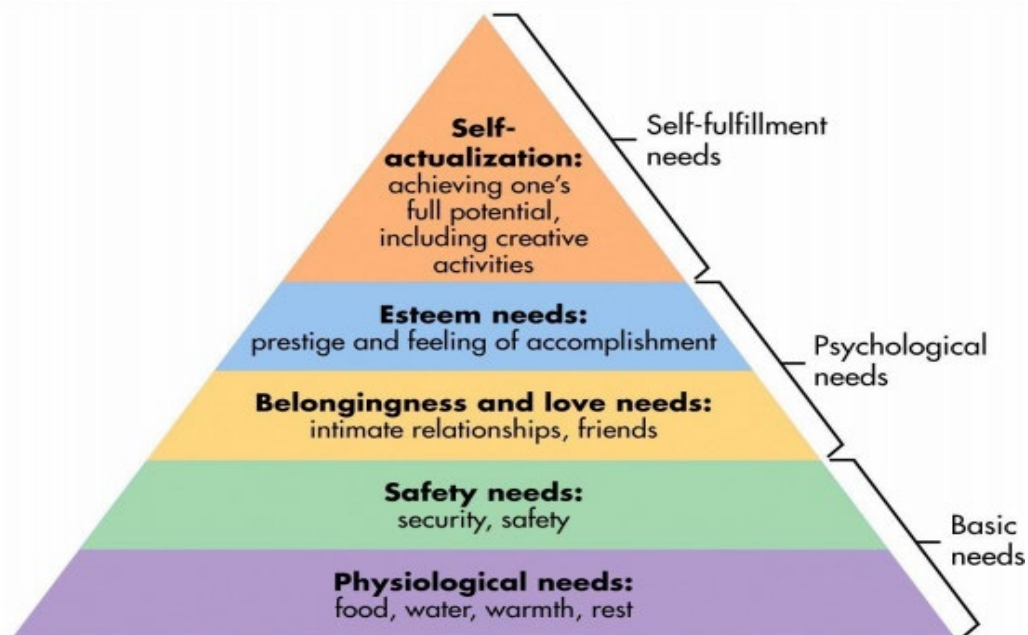 Self-
actualization:
achieving one's
full potential,
including creative
activities
Self-fulfillment
needs
Esteem needs:
prestige and feeling of accomplishment
Belongingness and love needs:
intimate relationships, friends
Psychological
needs
Safety needs:
security, safety
Physiological needs:
food, water, warmth, rest
Basic
needs